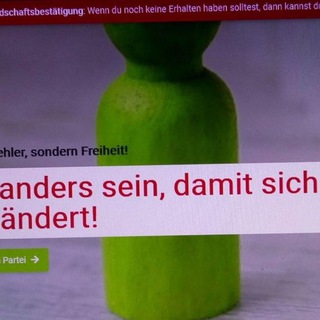 dschaftsbestätigung: Wenn du noch keine Erhalten haben solltest, dann kannst d
ehler, sondern Freiheit!
anders sein, damit sich
ändert!
Partei →